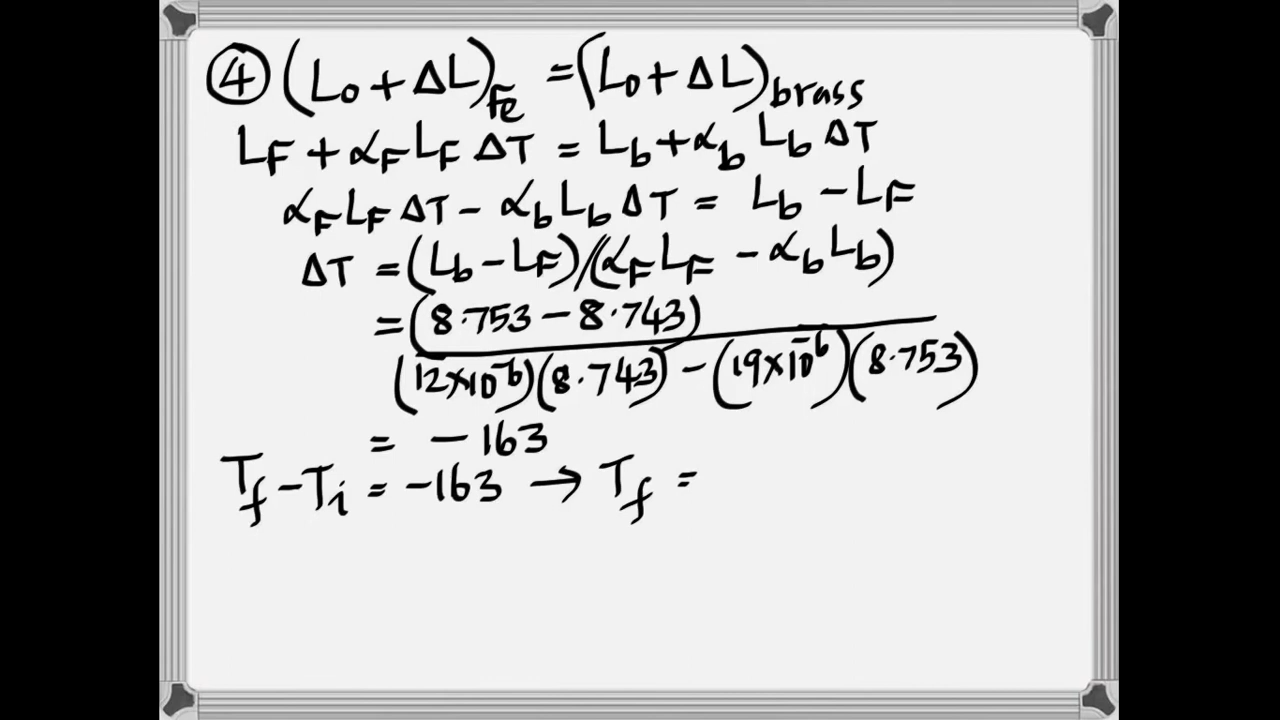 ④ (L₀ + ΔL)Fe = (L₀ + ΔL)brass
LF + αF LF ΔT = Lb + αb Lb ΔT
αF LF ΔT - αb Lb ΔT = Lb - LF
ΔT = (Lb - LF)/(αF LF - αb Lb)
= (8.753 - 8.743)
(12×10⁻⁶)(8.743) - (19×10⁻⁶)(8.753)
= -163
Tf - Ti = -163 → Tf =